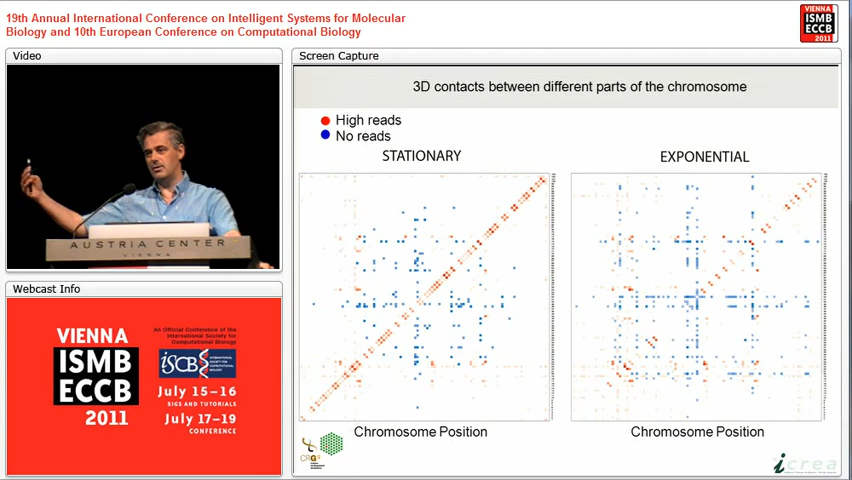 19th Annual International Conference on Intelligent Systems for Molecular
Biology and 10th European Conference on Computational Biology
VIENNA
ISMB
ECCB
2011
Video
AUSTRIA CENTER
VIENNA
Webcast Info
VIENNA
ISMB
ECCB
2011
An Official Conference of the
International Society for
Computational Biology
iSCB
INTERNATIONAL
SOCIETY FOR
COMPUTATIONAL
BIOLOGY
July 15–16
SIGS AND TUTORIALS
July 17–19
CONFERENCE
Screen Capture
3D contacts between different parts of the chromosome
High reads
No reads
STATIONARY
EXPONENTIAL
Chromosome Position
Chromosome Position
CRG
icrea